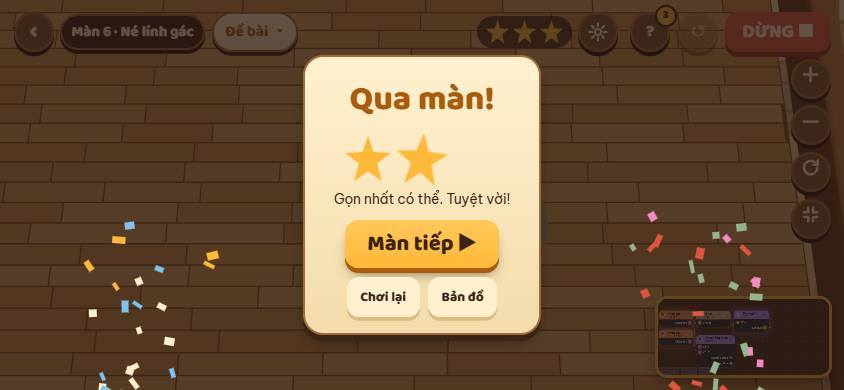 Màn 6 • Né lính gác
Đề bài
?
3
DỪNG
Qua màn!
Gọn nhất có thể. Tuyệt vời!
Màn tiếp
Chơi lại
Bản đồ